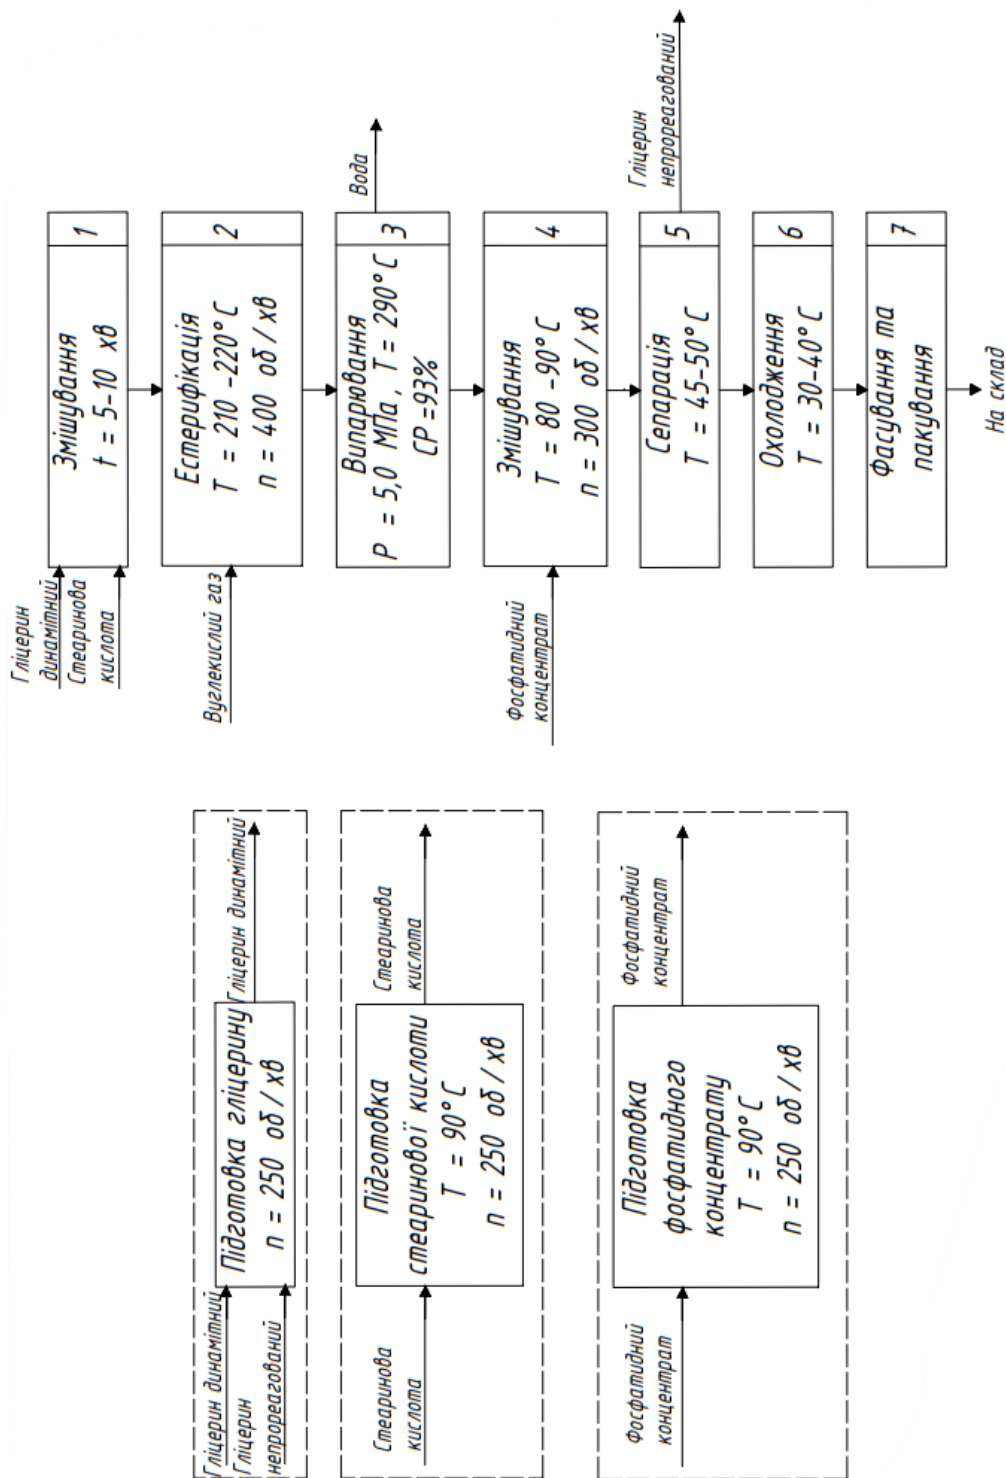 Гліцерин динамітний
Гліцерин
непрореагований
Підготовка гліцерину
n = 250 об/хв
Гліцерин динамітний
Стеаринова
кислота
Підготовка
стеаринової кислоти
T = 90°C
n = 250 об/хв
Стеаринова
кислота
Фосфатидний
концентрат
Підготовка
фосфатидного
концентрату
T = 90°C
n = 250 об/хв
Фосфатидний
концентрат
Гліцерин
динамітний
Стеаринова
кислота
Змішування
t = 5-10 хв
1
Вуглекислий газ
Естерифікація
T = 210 -220°C
n = 400 об/хв
2
Випарювання
P = 5,0 МПа, T = 290°C
СР =93%
3
Вода
Фосфатидний
концентрат
Змішування
T = 80 -90°C
n = 300 об/хв
4
Сепарація
T = 45-50°C
5
Гліцерин
непрореагований
Охолодження
T = 30-40°C
6
Фасування та
пакування
7
На склад